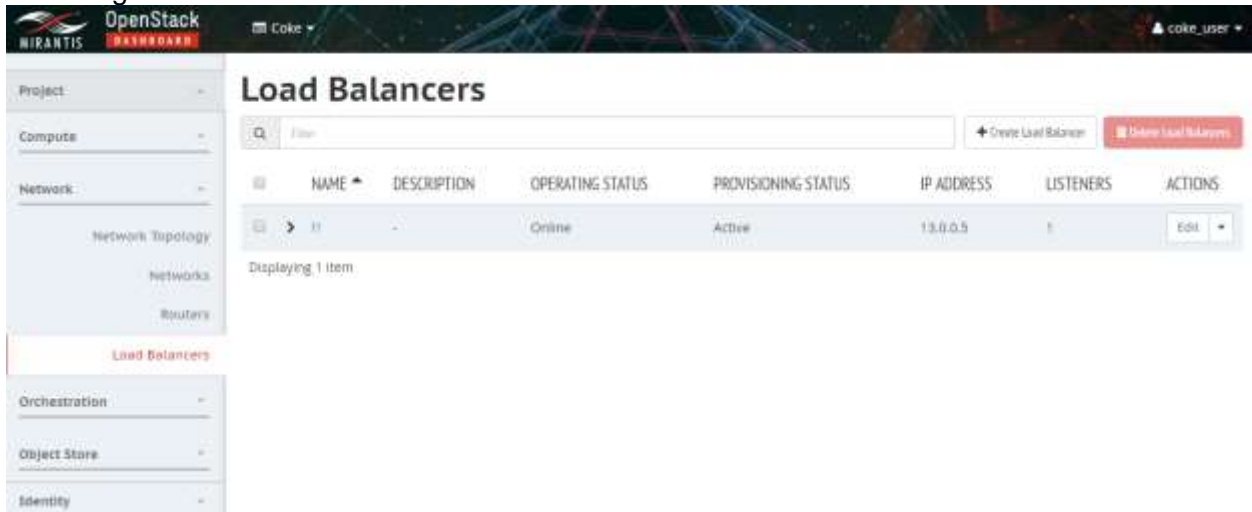 MIRANTIS
OpenStack
DASHBOARD
Coke
coke_user
Project
Compute
Network
Network Topology
Networks
Routers
Load Balancers
Orchestration
Object Store
Identity
Load Balancers
Filter
Create Load Balancer
Delete Load Balancers
NAME DESCRIPTION OPERATING STATUS PROVISIONING STATUS IP ADDRESS LISTENERS ACTIONS
- Online Active 13.0.0.5 1 Edit
Displaying 1 item